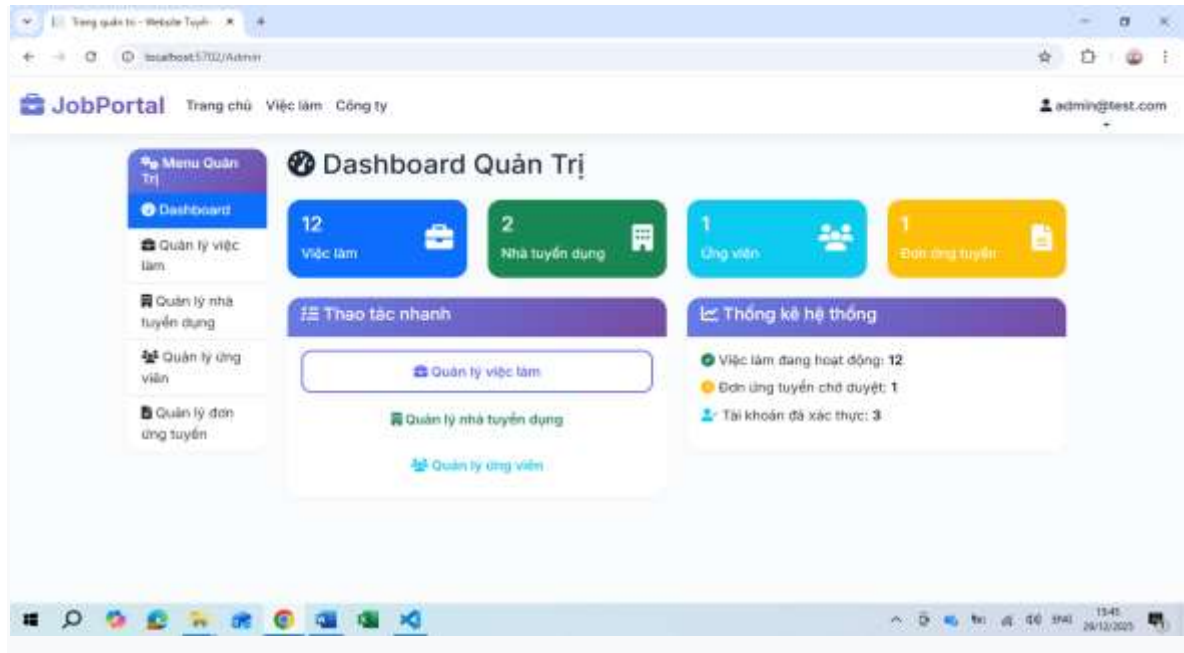 Trang quản trị - Website Tuyển
localhost:5702/Admin
JobPortal Trang chủ Việc làm Công ty
admin@test.com
Menu Quản
Trị
Dashboard
Quản lý việc
làm
Quản lý nhà
tuyển dụng
Quản lý ứng
viên
Quản lý đơn
ứng tuyển
Dashboard Quản Trị
12
Việc làm
2
Nhà tuyển dụng
1
Ứng viên
1
Đơn ứng tuyển
Thao tác nhanh
Quản lý việc làm
Quản lý nhà tuyển dụng
Quản lý ứng viên
Thống kê hệ thống
Việc làm đang hoạt động: 12
Đơn ứng tuyển chờ duyệt: 1
Tài khoản đã xác thực: 3
15:45